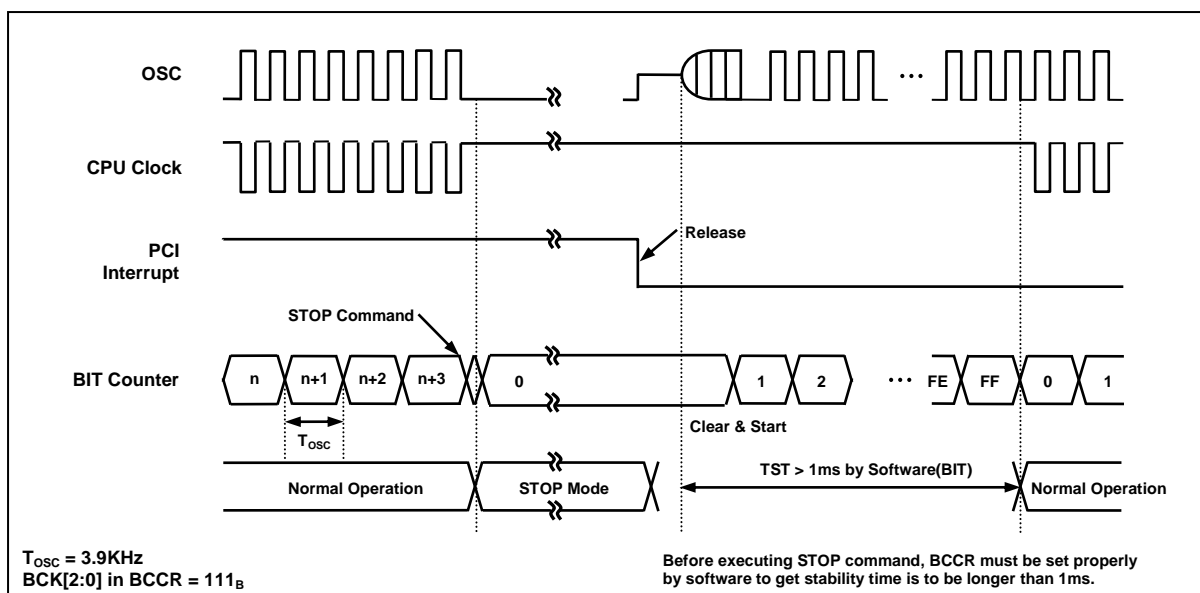 OSC
...
CPU Clock
PCI
Interrupt
Release
STOP Command
BIT Counter
n n+1 n+2 n+3 0 1 2 ... FE FF 0 1
TOSC
Clear & Start
Normal Operation STOP Mode TST > 1ms by Software(BIT) Normal Operation
TOSC = 3.9KHz
BCK[2:0] in BCCR = 111B
Before executing STOP command, BCCR must be set properly
by software to get stability time is to be longer than 1ms.